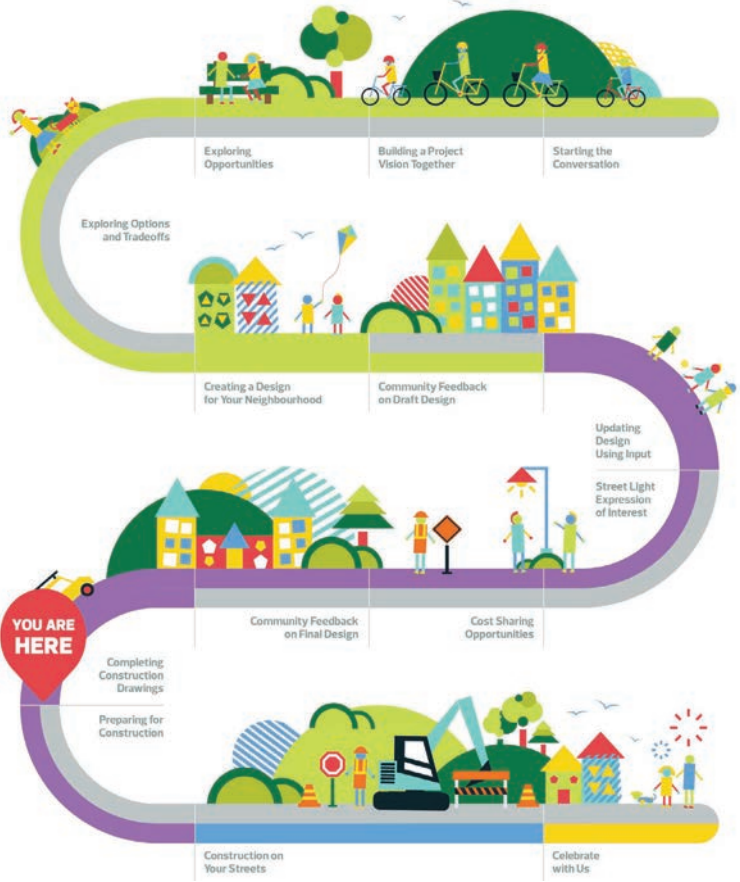 Exploring
Opportunities
Building a Project
Vision Together
Starting the
Conversation
Exploring Options
and Tradeoffs
Creating a Design
for Your Neighbourhood
Community Feedback
on Draft Design
Updating
Design
Using Input
Street Light
Expression
of Interest
Community Feedback
on Final Design
Cost Sharing
Opportunities
YOU ARE
HERE
Completing
Construction
Drawings
Preparing for
Construction
Construction on
Your Streets
Celebrate
with Us